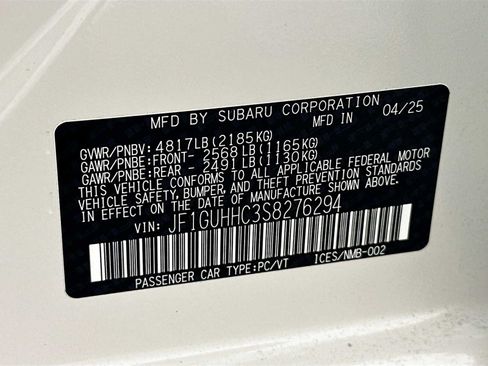 MFD BY SUBARU CORPORATION
MFD IN 04/25
GVWR/PNBV: 4817LB(2185KG)
GAWR/PNBE:FRONT- 2568LB(1165KG)
GAWR/PNBE:REAR - 2491LB(1130KG)
THIS VEHICLE CONFORMS TO ALL APPLICABLE FEDERAL MOTOR
VEHICLE SAFETY, BUMPER, AND THEFT PREVENTION STANDARDS
IN EFFECT ON THE DATE OF MANUFACTURE SHOWN ABOVE.
VIN: JF1GUHHC3S8276294
PASSENGER CAR TYPE:PC/VT ICES/NMB-002